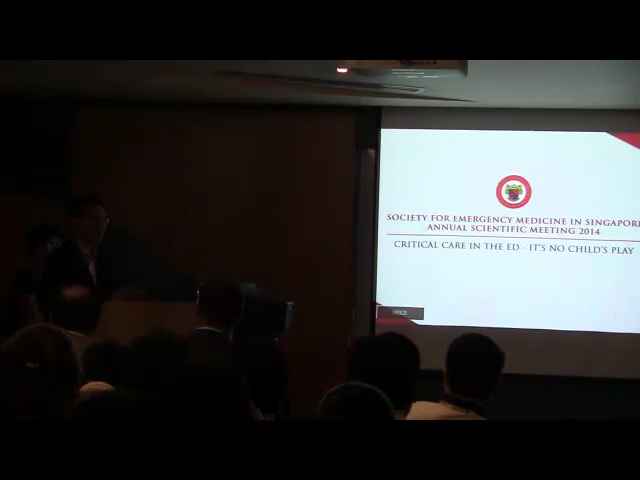 SOCIETY FOR EMERGENCY MEDICINE IN SINGAPORE
ANNUAL SCIENTIFIC MEETING 2014
CRITICAL CARE IN THE ED - IT'S NO CHILD'S PLAY
FREEZE